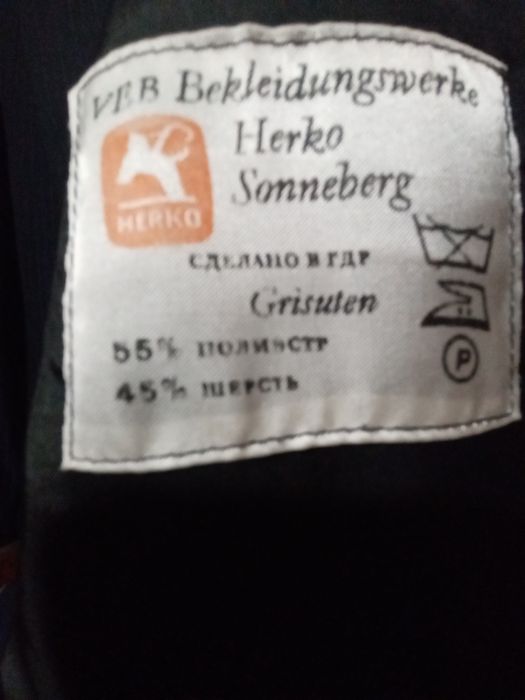 VEB Bekleidungswerke
Herko
Sonneberg
HERKO
СДЕЛАНО В ГДР
Grisuten
55% ПОЛИЭСТР
45% ШЕРСТЬ
P